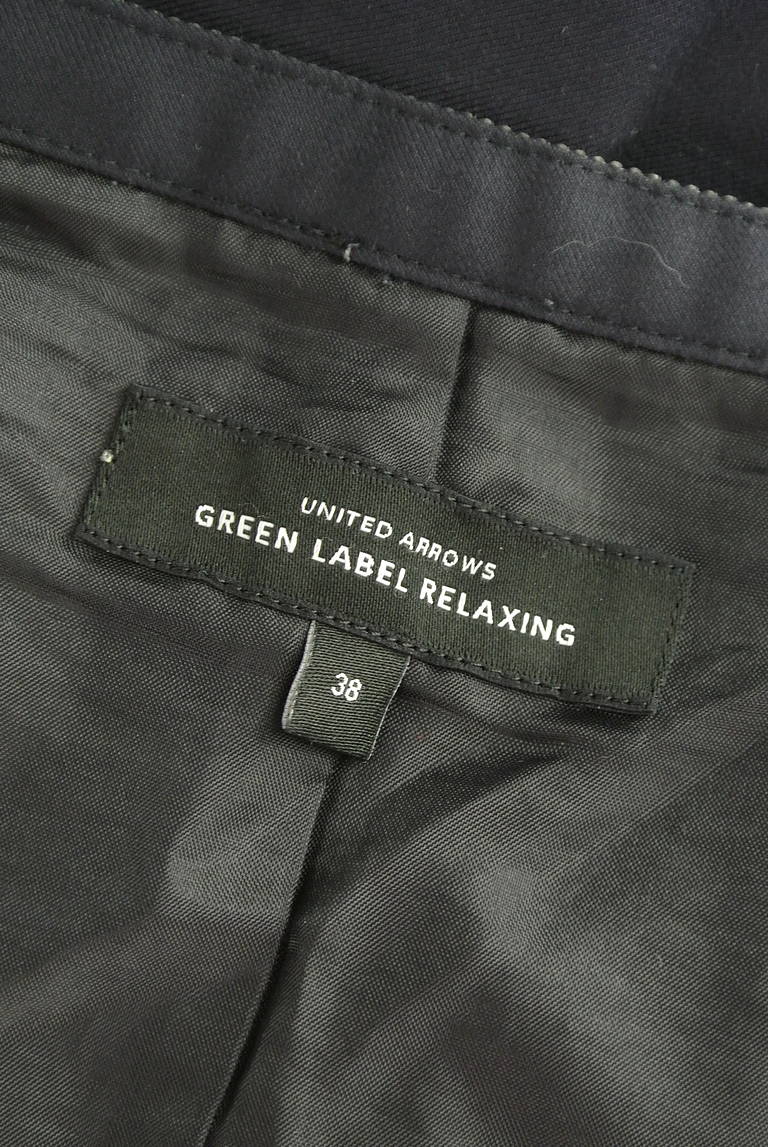 UNITED ARROWS
GREEN LABEL RELAXING
38